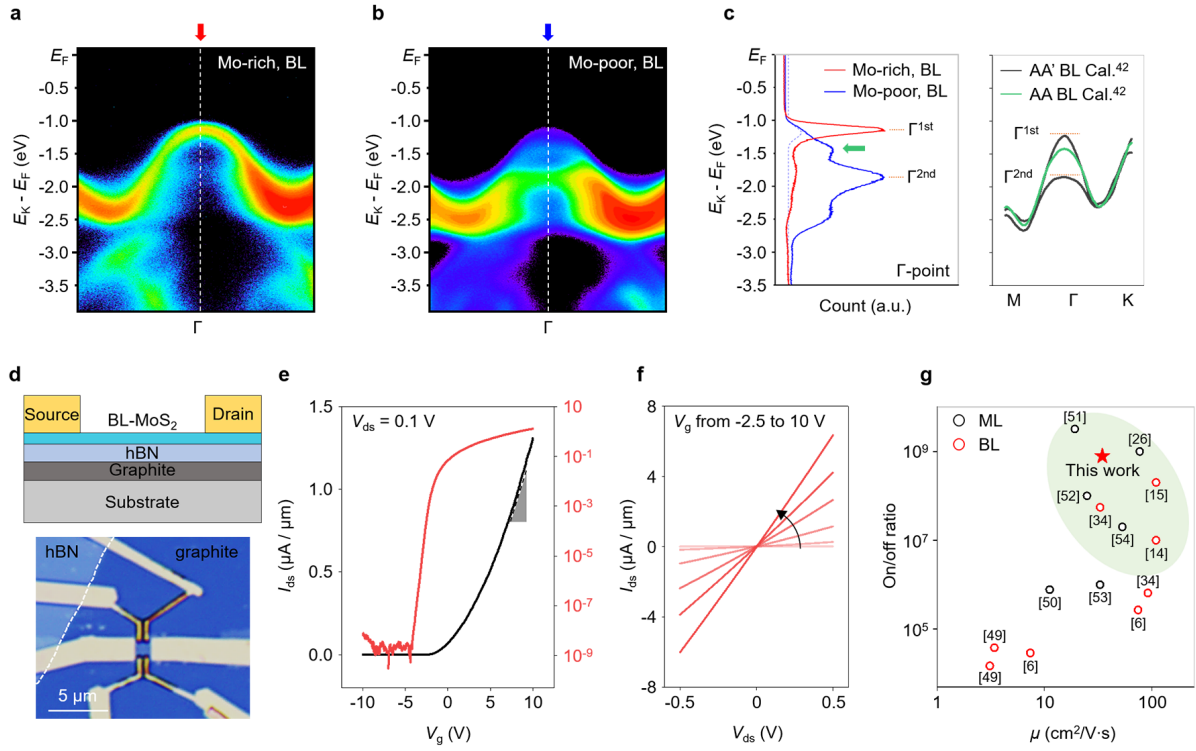 a
Mo-rich, BL
E_F
-0.5
-1.0
-1.5
-2.0
-2.5
-3.0
-3.5
E_K - E_F (eV)
Γ
b
Mo-poor, BL
E_F
-0.5
-1.0
-1.5
-2.0
-2.5
-3.0
-3.5
E_K - E_F (eV)
Γ
c
E_F
-0.5
-1.0
-1.5
-2.0
-2.5
-3.0
-3.5
E_K - E_F (eV)
Mo-rich, BL
Mo-poor, BL
Γ^1st
Γ^2nd
Γ-point
Count (a.u.)
AA' BL Cal.^42
AA BL Cal.^42
Γ^1st
Γ^2nd
M Γ K
d
Source
BL-MoS₂
Drain
hBN
Graphite
Substrate
hBN
graphite
5 μm
e
V_ds = 0.1 V
1.5
1.0
0.5
0.0
I_ds (μA / μm)
10
10^-1
10^-3
10^-5
10^-7
10^-9
-10 -5 0 5 10
V_g (V)
f
V_g from -2.5 to 10 V
8
4
0
-4
-8
I_ds (μA / μm)
-0.5 0 0.5
V_ds (V)
g
ML
BL
This work
[51]
[26]
[52]
[15]
[34]
[54]
[14]
[34]
[50]
[53]
[6]
[49]
[6]
[49]
10^9
10^7
10^5
On/off ratio
1 10 100
μ (cm²/V·s)